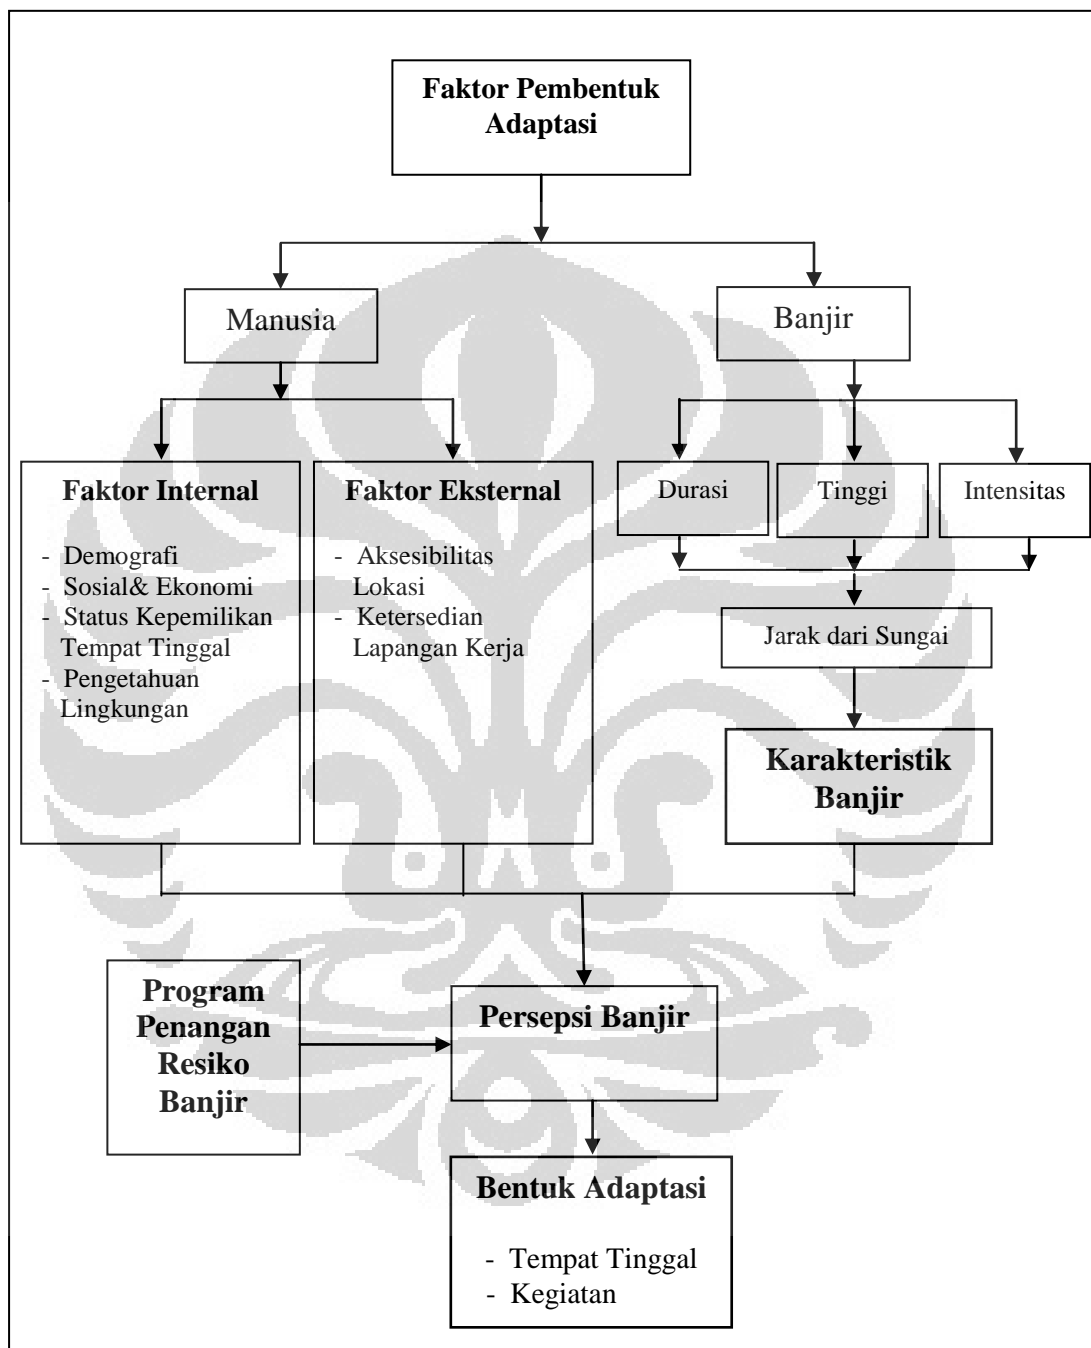 Faktor Pembentuk
Adaptasi
Manusia
Banjir
Faktor Internal
- Demografi
- Sosial& Ekonomi
- Status Kepemilikan
Tempat Tinggal
- Pengetahuan
Lingkungan
Faktor Eksternal
- Aksesibilitas
Lokasi
- Ketersedian
Lapangan Kerja
Durasi
Tinggi
Intensitas
Jarak dari Sungai
Karakteristik
Banjir
Program
Penangan
Resiko
Banjir
Persepsi Banjir
Bentuk Adaptasi
- Tempat Tinggal
- Kegiatan